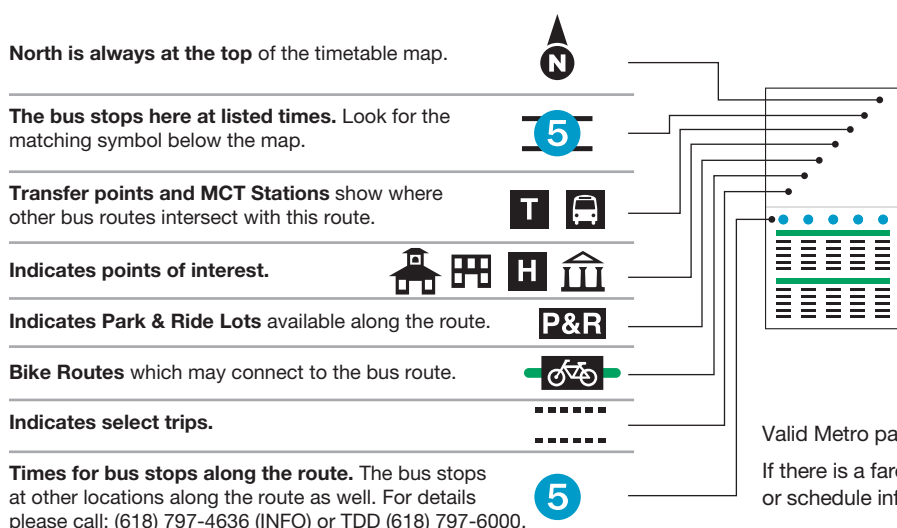 North is always at the top of the timetable map.
N
The bus stops here at listed times. Look for the
matching symbol below the map.
5
Transfer points and MCT Stations show where
other bus routes intersect with this route.
T
Indicates points of interest.
H
Indicates Park & Ride Lots available along the route.
P&R
Bike Routes which may connect to the bus route.
Indicates select trips.
Times for bus stops along the route. The bus stops
at other locations along the route as well. For details
please call: (618) 797-4636 (INFO) or TDD (618) 797-6000.
5
Valid Metro pa
If there is a fare
or schedule inf